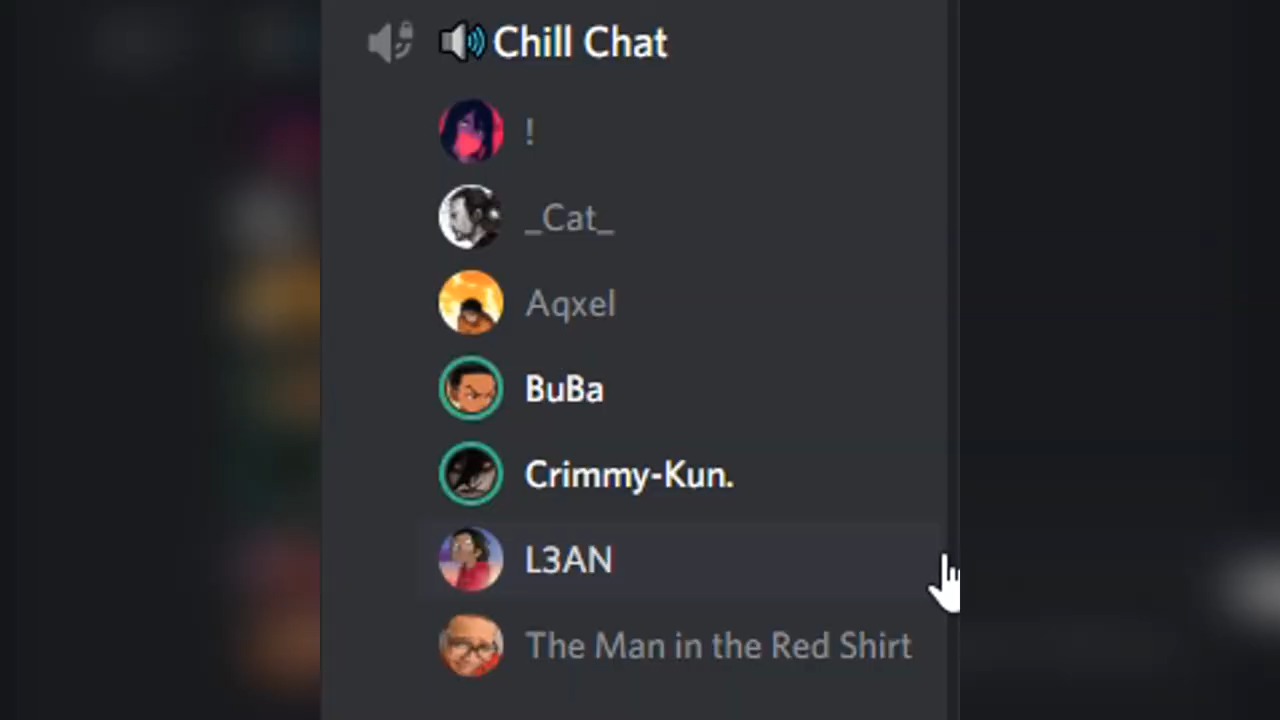 Chill Chat
!
_Cat_
Aqxel
BuBa
Crimmy-Kun.
L3AN
The Man in the Red Shirt